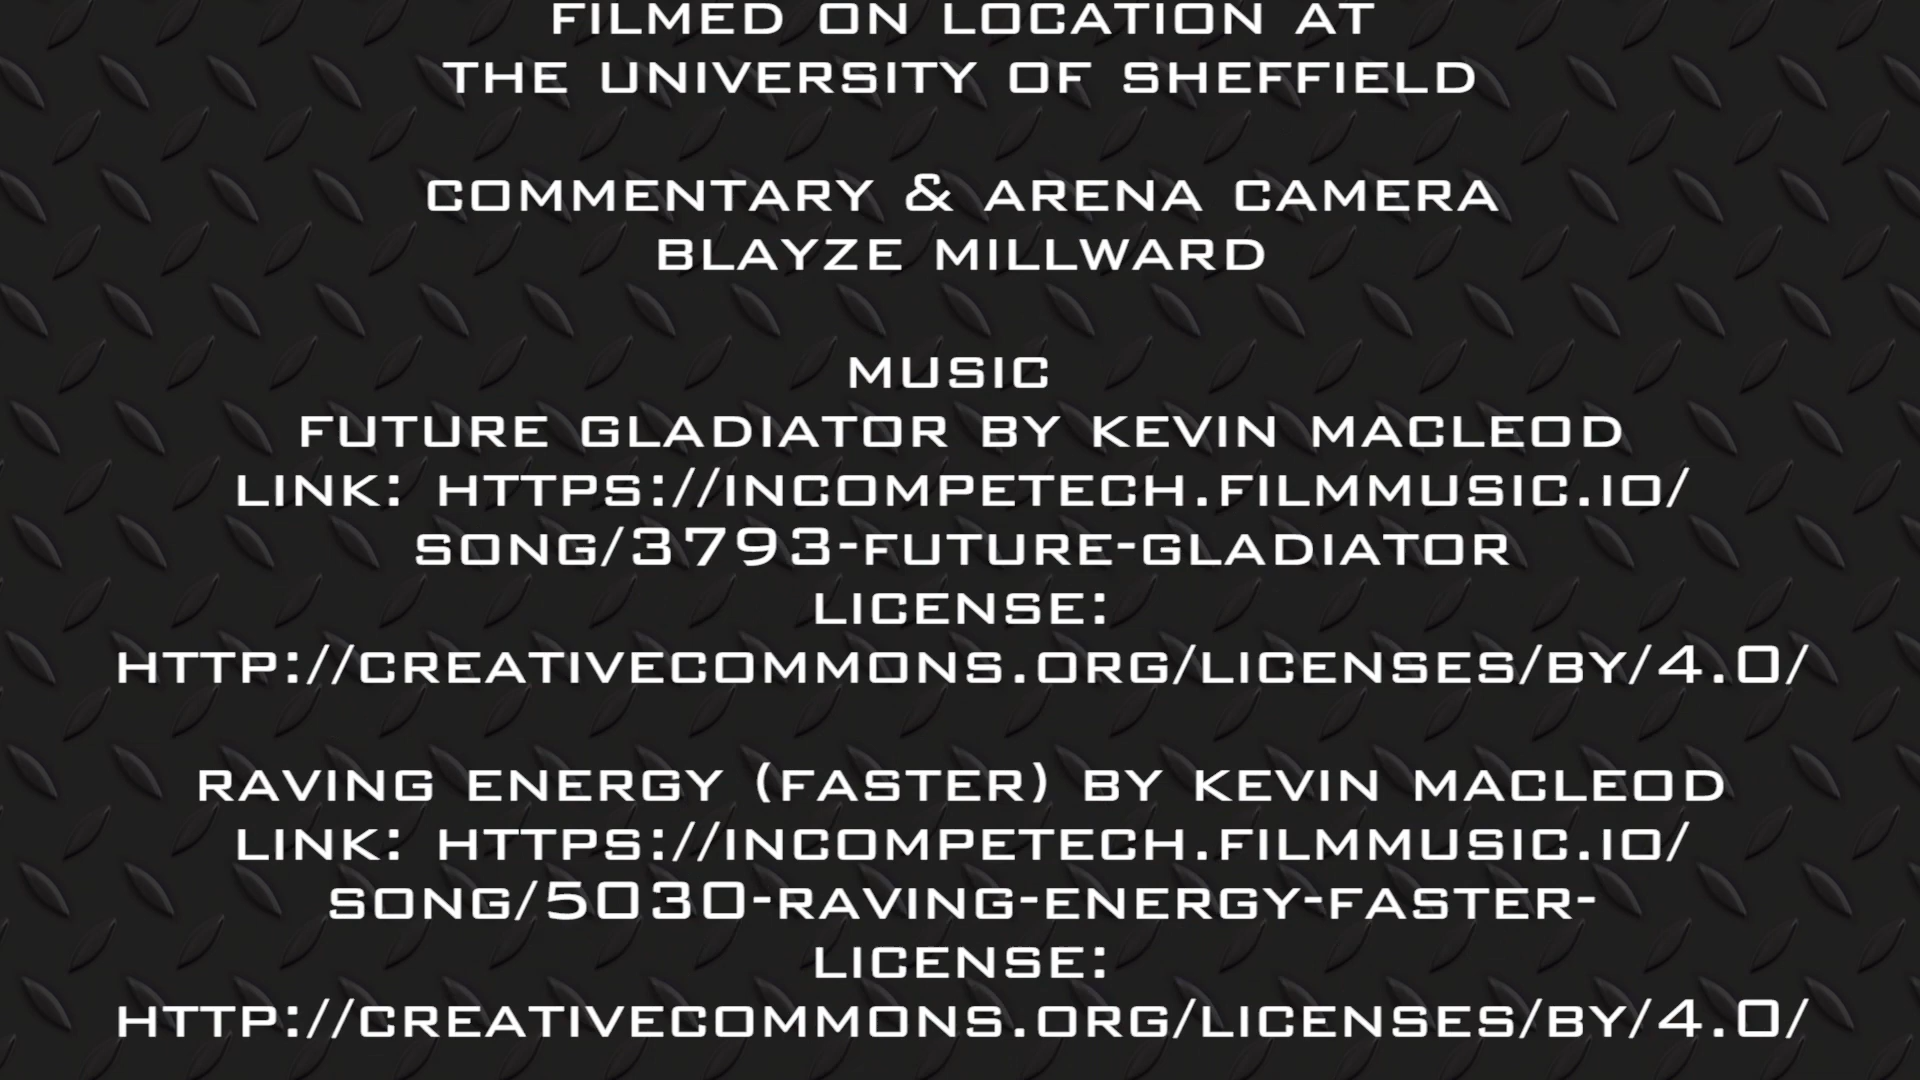 FILMED ON LOCATION AT
THE UNIVERSITY OF SHEFFIELD
COMMENTARY & ARENA CAMERA
BLAYZE MILLWARD
MUSIC
FUTURE GLADIATOR BY KEVIN MACLEOD
LINK: HTTPS://INCOMPETECH.FILMMUSIC.IO/
SONG/3793-FUTURE-GLADIATOR
LICENSE:
HTTP://CREATIVECOMMONS.ORG/LICENSES/BY/4.0/
RAVING ENERGY (FASTER) BY KEVIN MACLEOD
LINK: HTTPS://INCOMPETECH.FILMMUSIC.IO/
SONG/5030-RAVING-ENERGY-FASTER-
LICENSE:
HTTP://CREATIVECOMMONS.ORG/LICENSES/BY/4.0/